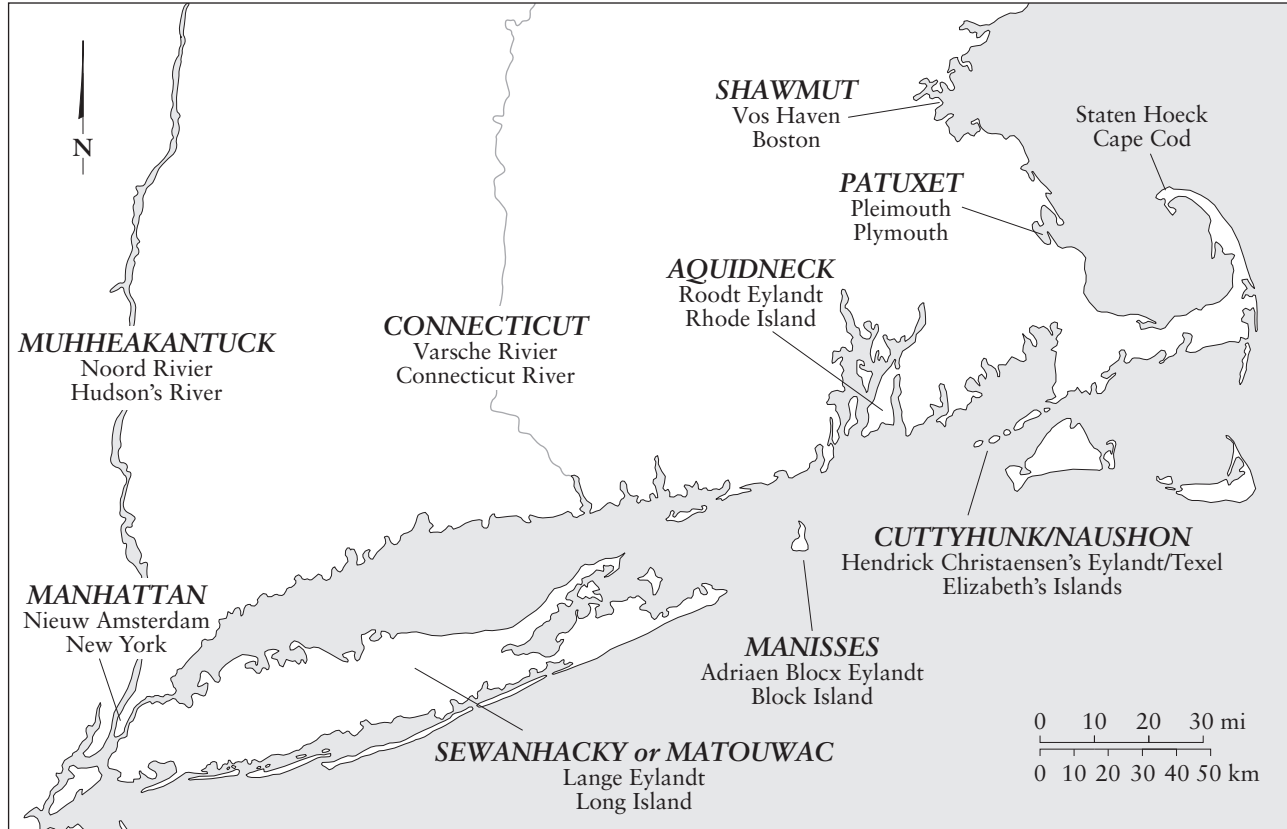 N
SHAWMUT
Vos Haven
Boston
Staten Hoeck
Cape Cod
PATUXET
Pleimouth
Plymouth
AQUIDNECK
Roodt Eylandt
Rhode Island
MUHHEAKANTUCK
Noord Rivier
Hudson's River
CONNECTICUT
Varsche Rivier
Connecticut River
CUTTYHUNK/NAUSHON
Hendrick Christaensen's Eylandt/Texel
Elizabeth's Islands
MANHATTAN
Nieuw Amsterdam
New York
MANISSES
Adriaen Blocx Eylandt
Block Island
SEWANHACKY or MATOUWAC
Lange Eylandt
Long Island
0 10 20 30 mi
0 10 20 30 40 50 km